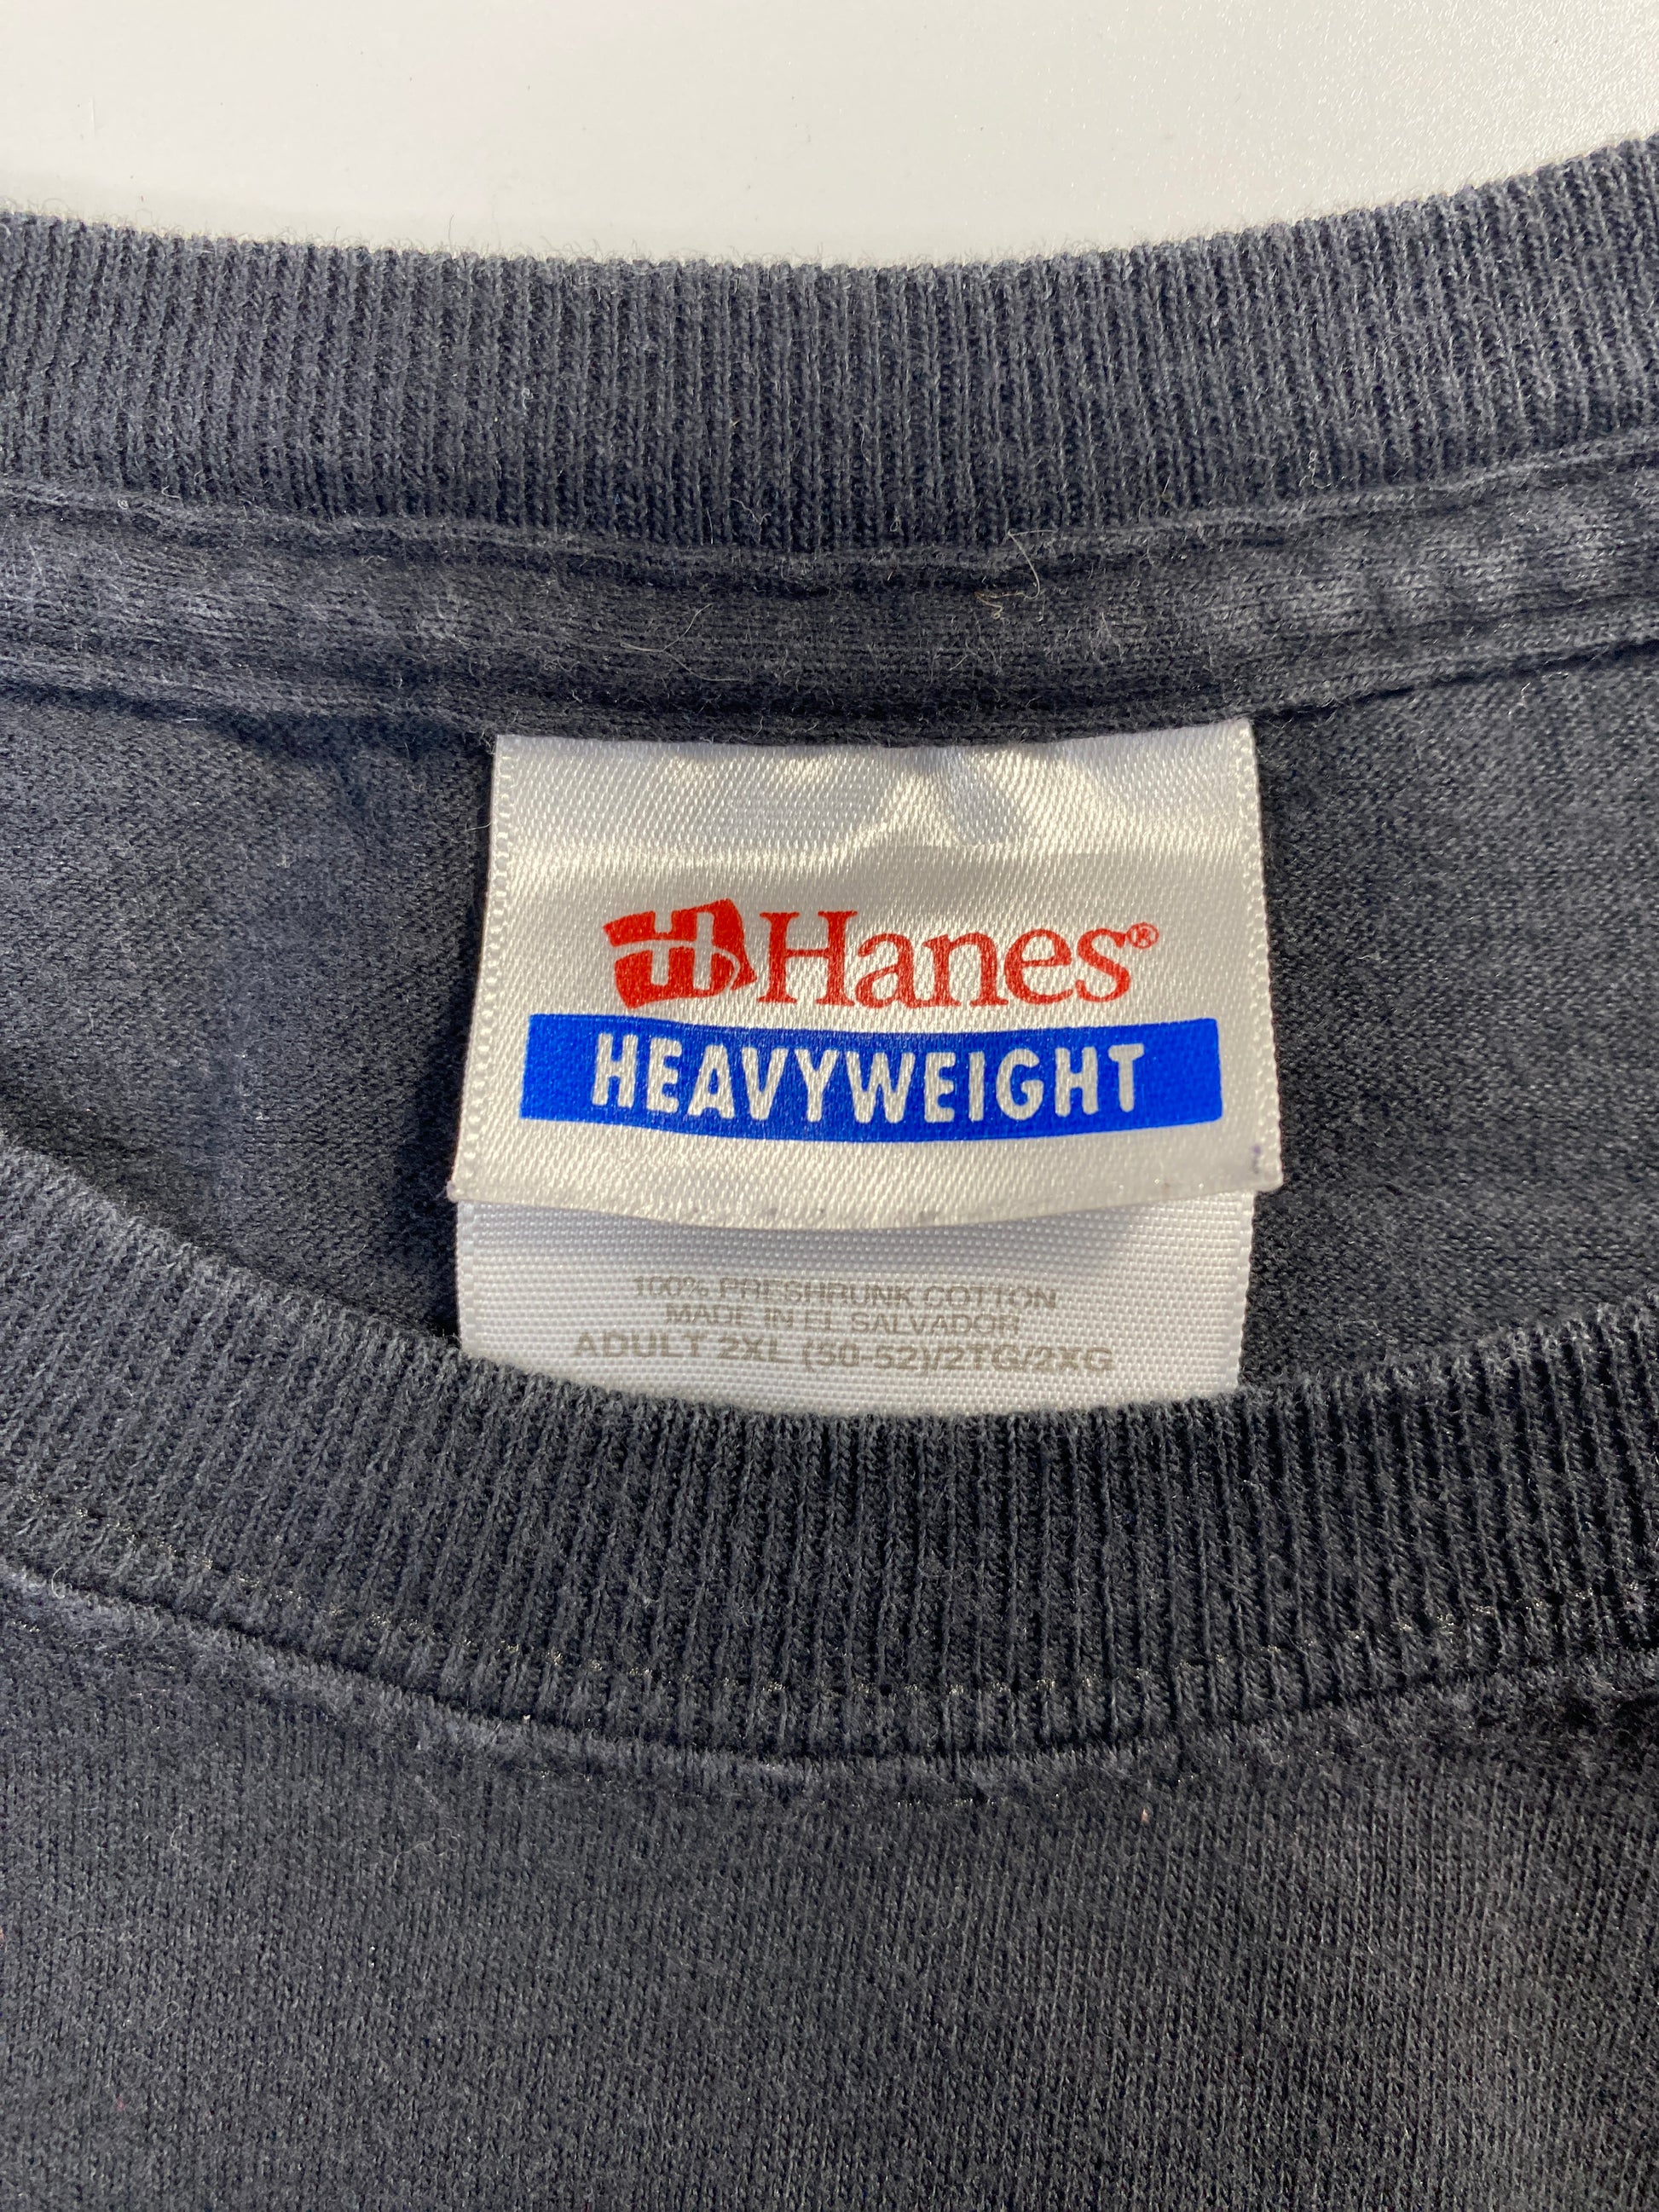 Hanes®
HEAVYWEIGHT
100% PRESHRUNK COTTON
MADE IN EL SALVADOR
ADULT 2XL (50-52)/2TG/2XG